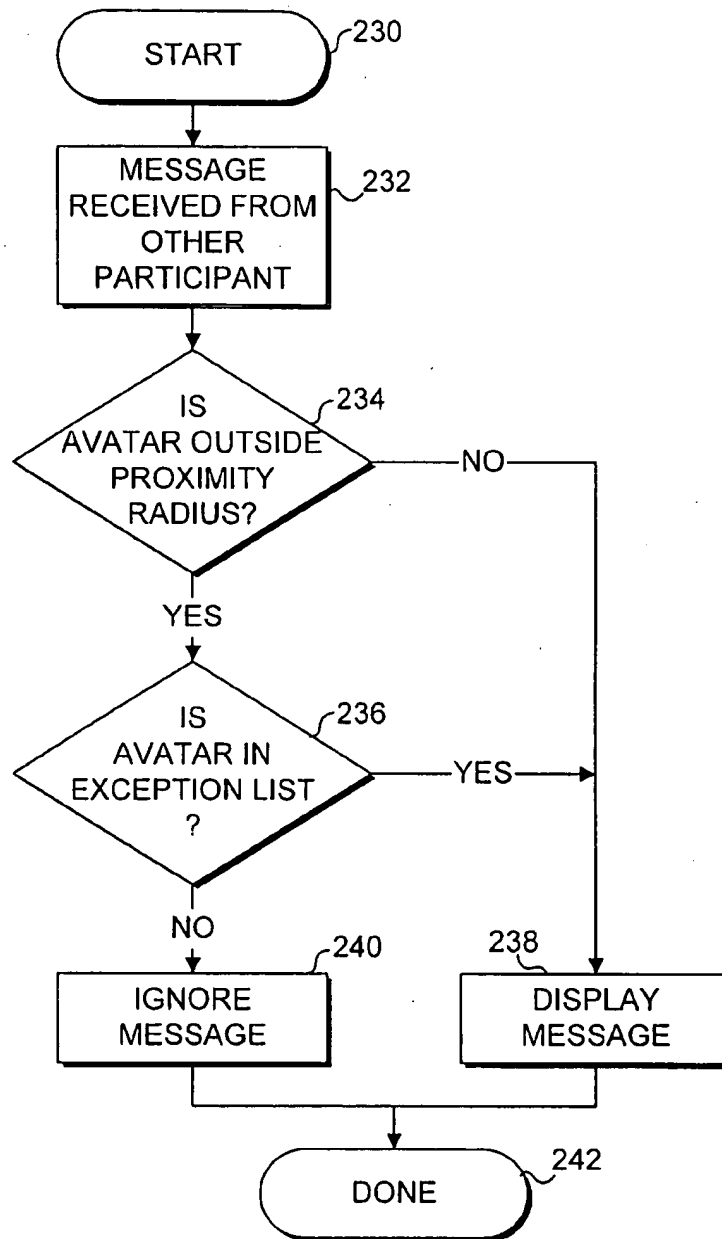 START
230
MESSAGE
RECEIVED FROM
OTHER
PARTICIPANT
232
IS
AVATAR OUTSIDE
PROXIMITY
RADIUS?
234
NO
YES
IS
AVATAR IN
EXCEPTION LIST
?
236
YES
NO
240
IGNORE
MESSAGE
238
DISPLAY
MESSAGE
DONE
242